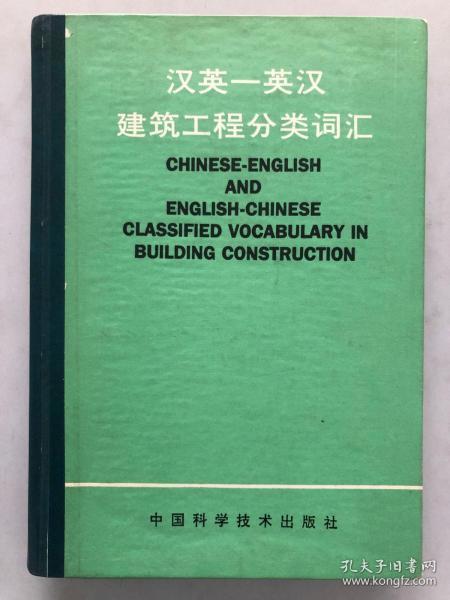 汉英一英汉
建筑工程分类词汇
CHINESE-ENGLISH
AND
ENGLISH-CHINESE
CLASSIFIED VOCABULARY IN
BUILDING CONSTRUCTION
中国科学技术出版社
孔夫子旧书网
www.kongfz.com